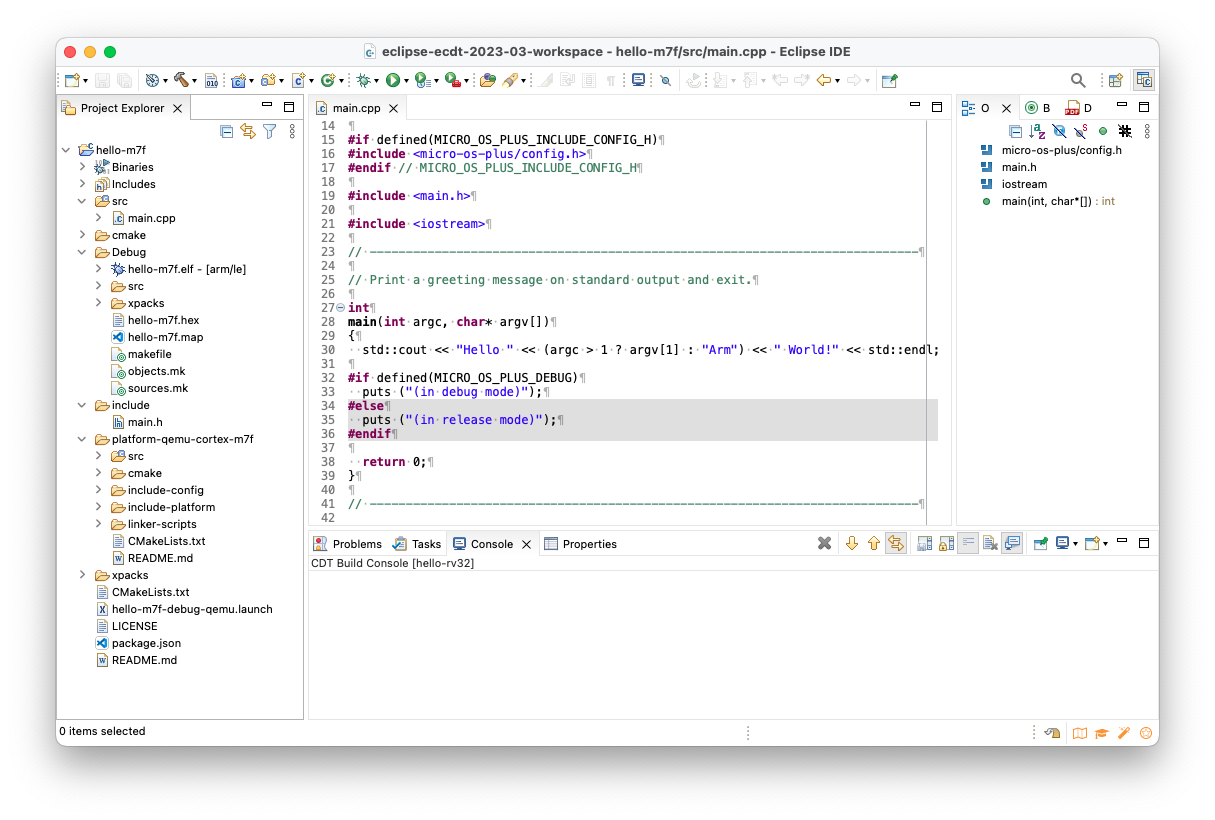 eclipse-ecdt-2023-03-workspace - hello-m7f/src/main.cpp - Eclipse IDE
010
Project Explorer
hello-m7f
Binaries
Includes
src
main.cpp
cmake
Debug
hello-m7f.elf - [arm/le]
src
xpacks
hello-m7f.hex
hello-m7f.map
makefile
objects.mk
sources.mk
include
main.h
platform-qemu-cortex-m7f
src
cmake
include-config
include-platform
linker-scripts
CMakeLists.txt
README.md
xpacks
CMakeLists.txt
hello-m7f-debug-qemu.launch
LICENSE
package.json
README.md
main.cpp
14 ¶
15 #if·defined(MICRO_OS_PLUS_INCLUDE_CONFIG_H)¶
16 #include·<micro-os-plus/config.h>¶
17 #endif·//·MICRO_OS_PLUS_INCLUDE_CONFIG_H¶
18 ¶
19 #include·<main.h>¶
20 ¶
21 #include·<iostream>¶
22 ¶
23 //·----------------------------------------------------------------------------¶
24 ¶
25 //·Print·a·greeting·message·on·standard·output·and·exit.¶
26 ¶
27 int¶
28 main(int·argc,·char*·argv[])¶
29 {¶
30 ··std::cout·<<·"Hello·"·<<·(argc·>·1·?·argv[1]·:·"Arm")·<<·"·World!"·<<·std::endl;
31 ¶
32 #if·defined(MICRO_OS_PLUS_DEBUG)¶
33 ··puts·("(in·debug·mode)");¶
34 #else¶
35 ··puts·("(in·release·mode)");¶
36 #endif¶
37 ¶
38 ··return·0;¶
39 }¶
40 ¶
41 //·----------------------------------------------------------------------------¶
42
O B D
micro-os-plus/config.h
main.h
iostream
main(int, char*[]) : int
Problems Tasks Console Properties
CDT Build Console [hello-rv32]
0 items selected